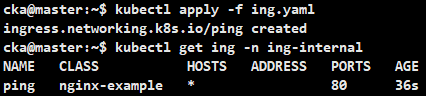 cka@master:~$ kubectl apply -f ing.yaml
ingress.networking.k8s.io/ping created
cka@master:~$ kubectl get ing -n ing-internal
NAME   CLASS           HOSTS   ADDRESS   PORTS   AGE
ping   nginx-example   *                 80      36s